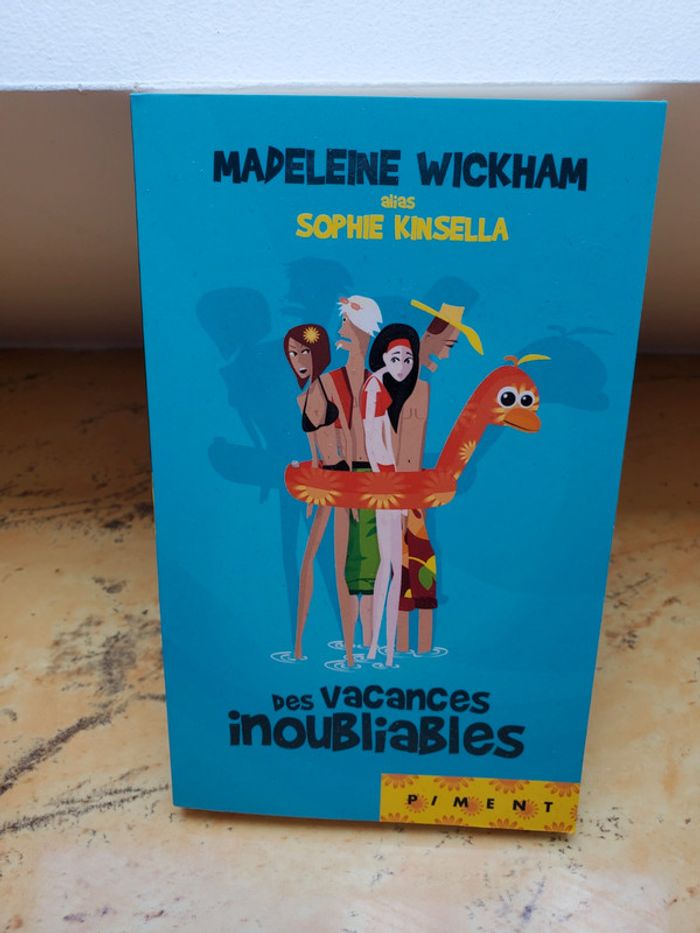 MADELEINE WICKHAM
alias
SOPHIE KINSELLA
DES VACANCES
INOUBLIABLES
PIMENT